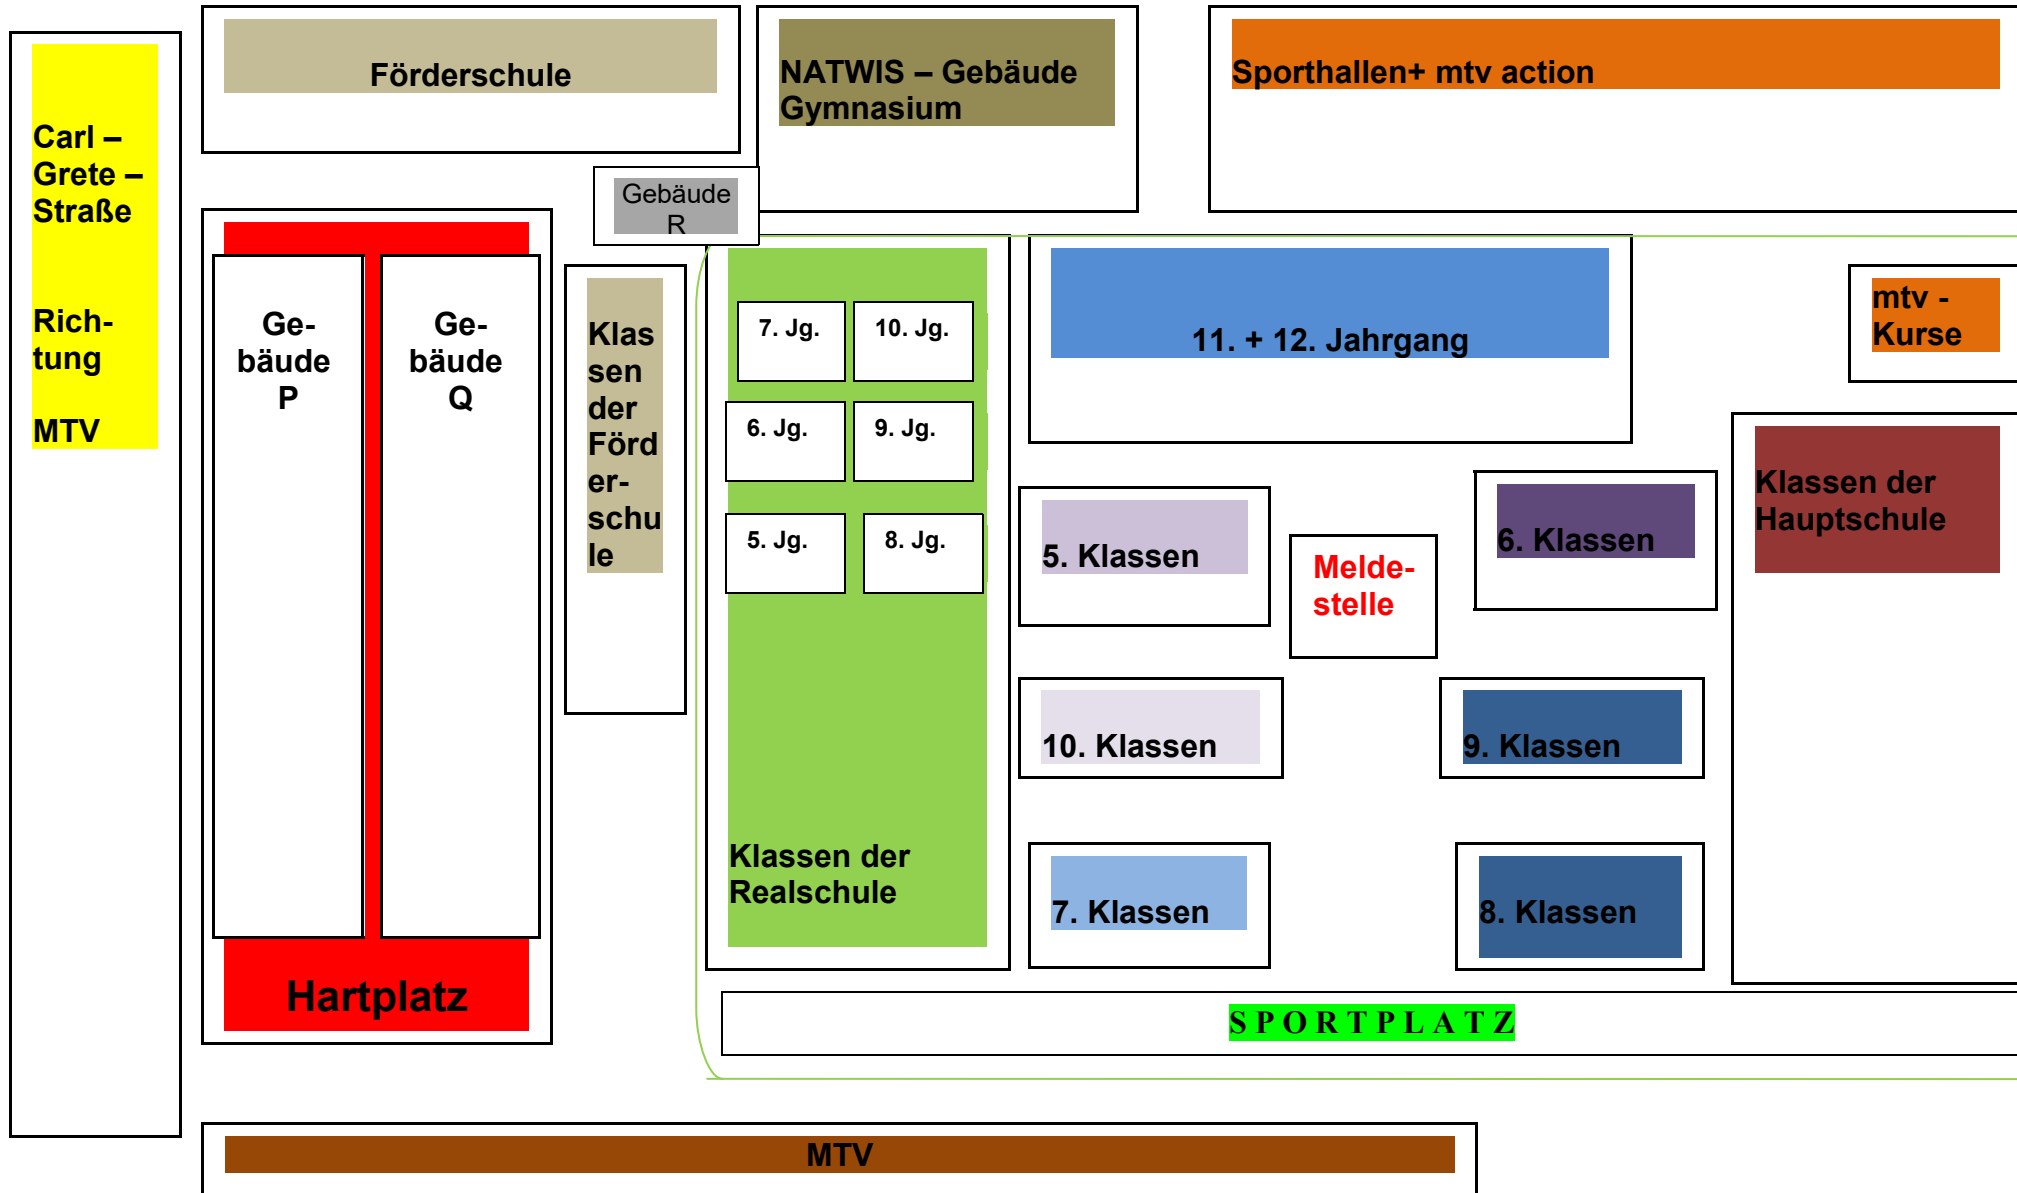 Förderschule
NATWIS – Gebäude
Gymnasium
Sporthallen+ mtv action
Carl –
Grete –
Straße
Rich-
tung
MTV
Gebäude
R
Ge-
bäude
P
Ge-
bäude
Q
Hartplatz
Klas
sen
der
Förd
er-
schu
le
7. Jg.
10. Jg.
6. Jg.
9. Jg.
5. Jg.
8. Jg.
Klassen der
Realschule
11. + 12. Jahrgang
mtv -
Kurse
5. Klassen
Melde-
stelle
6. Klassen
Klassen der
Hauptschule
10. Klassen
9. Klassen
7. Klassen
8. Klassen
S P O R T P L A T Z
MTV